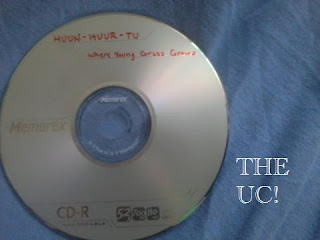 HUUN-HUUR-TU
Where Young Grass Grows
Memorex
CD-R
THE
UC!